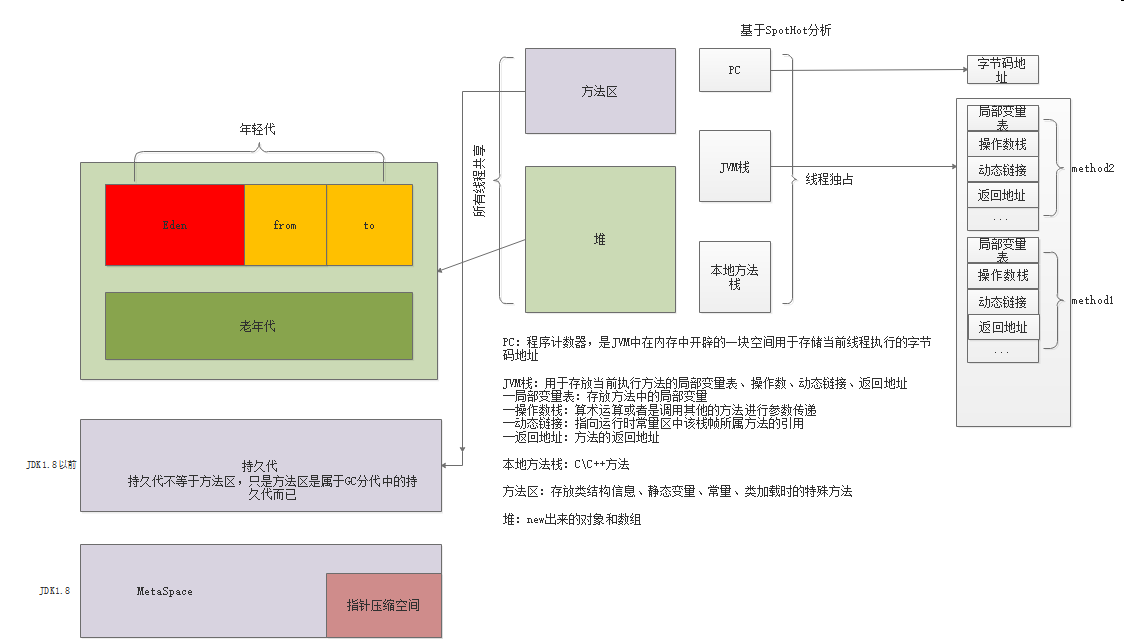 基于SpotHot分析
年轻代
Eden
from
to
老年代
所有线程共享
方法区
堆
PC
JVM栈
本地方法
栈
线程独占
字节码地
址
局部变量
表
操作数栈
动态链接
返回地址
...
method2
局部变量
表
操作数栈
动态链接
返回地址
...
method1
PC：程序计数器，是JVM中在内存中开辟的一块空间用于存储当前线程执行的字节
码地址
JVM栈：用于存放当前执行方法的局部变量表、操作数、动态链接、返回地址
—局部变量表：存放方法中的局部变量
—操作数栈：算术运算或者是调用其他的方法进行参数传递
—动态链接：指向运行时常量区中该栈帧所属方法的引用
—返回地址：方法的返回地址
本地方法栈：C\C++方法
方法区：存放类结构信息、静态变量、常量、类加载时的特殊方法
堆：new出来的对象和数组
JDK1.8以前
持久代
持久代不等于方法区，只是方法区是属于GC分代中的持
久代而已
JDK1.8
MetaSpace
指针压缩空间